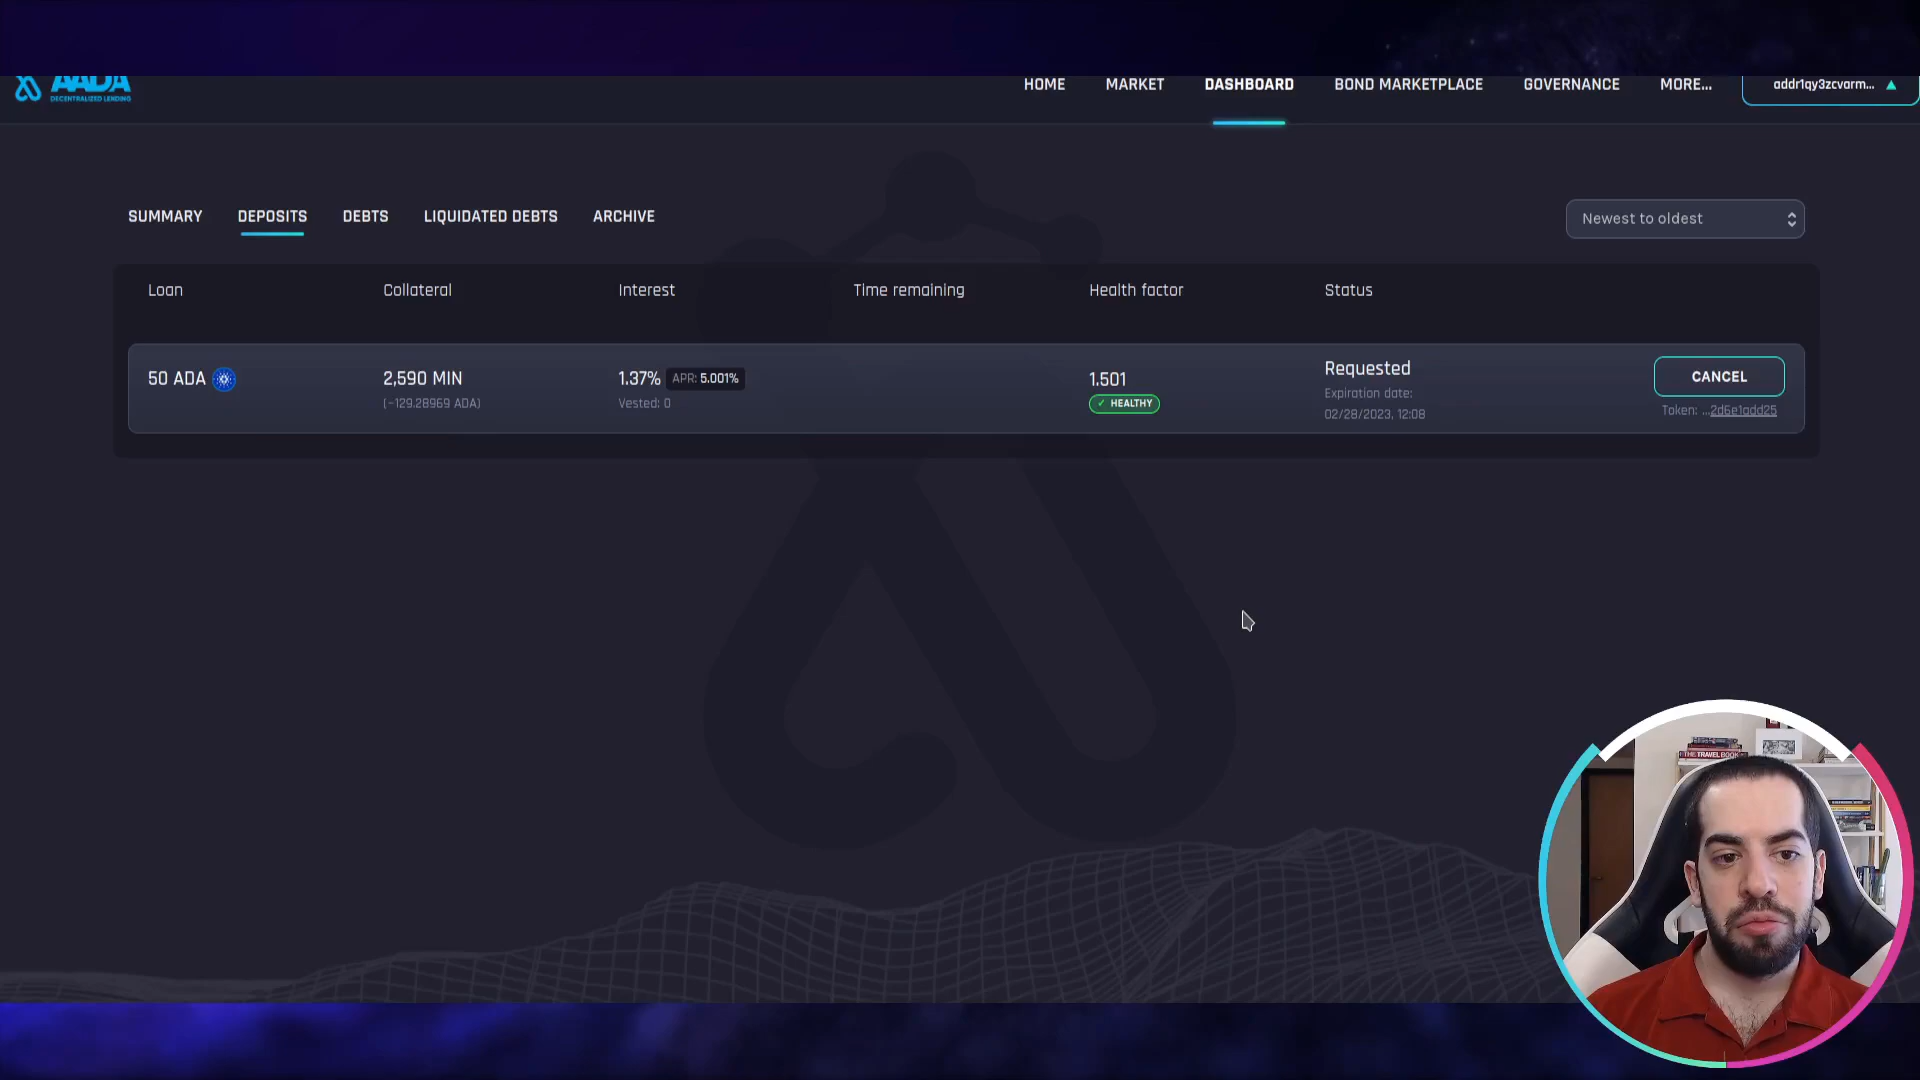 AADA
DECENTRALIZED LENDING
HOME
MARKET
DASHBOARD
BOND MARKETPLACE
GOVERNANCE
MORE...
addr1qy3zcvarm...
SUMMARY
DEPOSITS
DEBTS
LIQUIDATED DEBTS
ARCHIVE
Newest to oldest
Loan
Collateral
Interest
Time remaining
Health factor
Status
50 ADA
2,590 MIN
(~129.28969 ADA)
1.37% APR: 5.001%
Vested: 0
1.501
✓ HEALTHY
Requested
Expiration date:
02/28/2023, 12:08
CANCEL
Token: ...2d6e1add25
THE TRAVEL BOOK